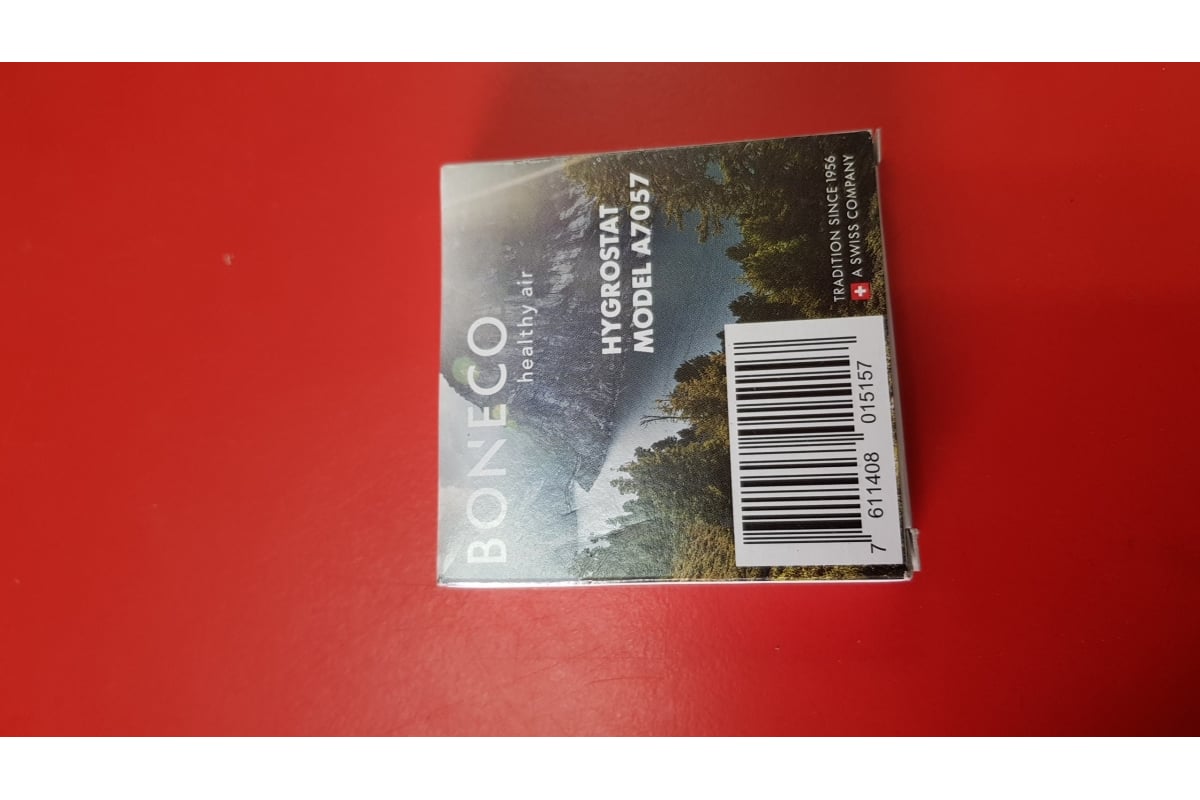 BONECO
healthy air
HYGROSTAT
MODEL A7057
TRADITION SINCE 1956
A SWISS COMPANY
7 611408 015157